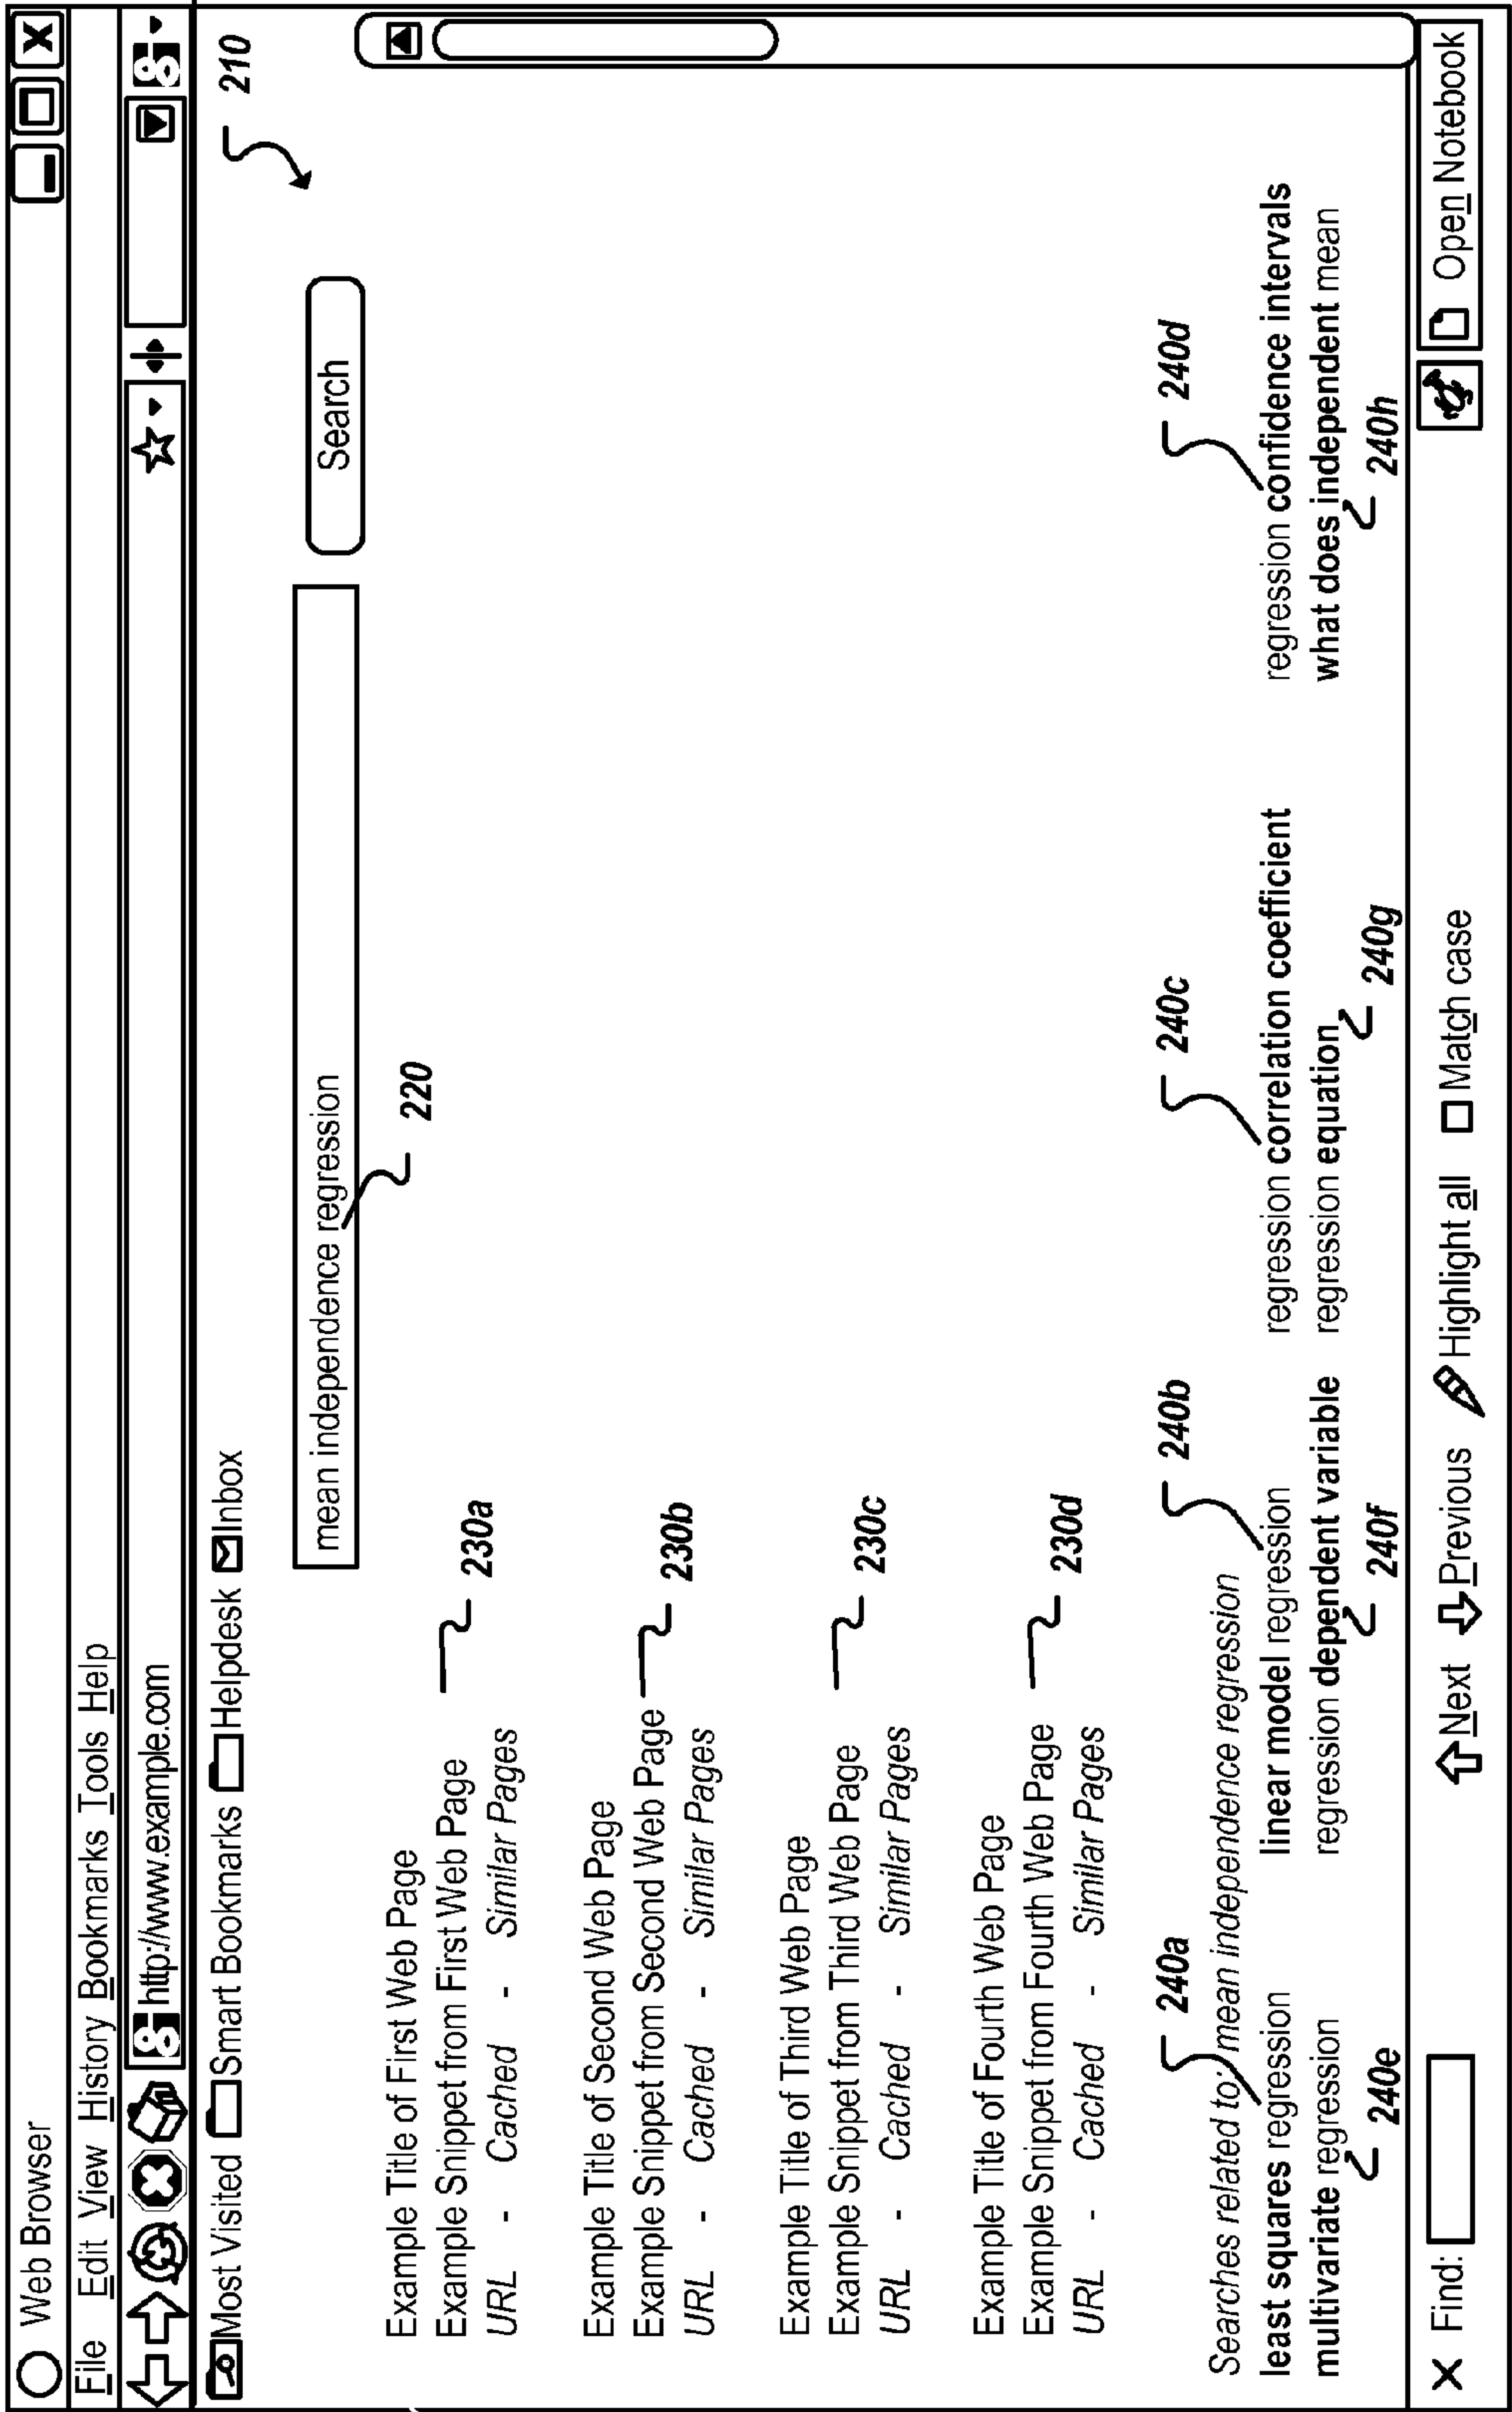 Web Browser
File Edit View History Bookmarks Tools Help
http://www.example.com
Most Visited Smart Bookmarks Helpdesk Inbox
210
mean independence regression
Search
220
Example Title of First Web Page
Example Snippet from First Web Page
230a
URL - Cached - Similar Pages
Example Title of Second Web Page
Example Snippet from Second Web Page
230b
URL - Cached - Similar Pages
Example Title of Third Web Page
Example Snippet from Third Web Page
230c
URL - Cached - Similar Pages
Example Title of Fourth Web Page
Example Snippet from Fourth Web Page
230d
URL - Cached - Similar Pages
240a 240b 240c 240d
Searches related to: mean independence regression
least squares regression linear model regression regression correlation coefficient regression confidence intervals
multivariate regression regression dependent variable regression equation what does independent mean
240e 240f 240g 240h
X Find: Next Previous Highlight all Match case Open Notebook